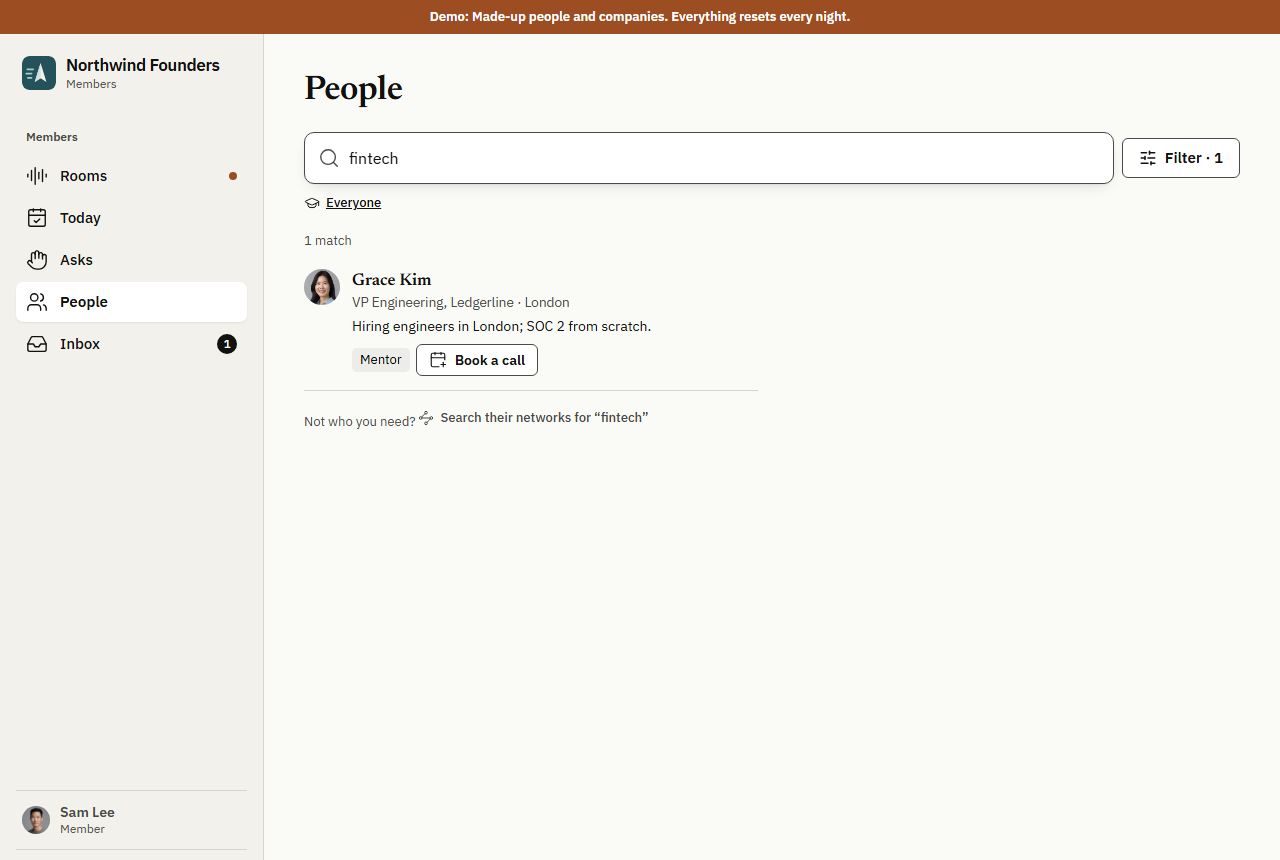 Demo: Made-up people and companies. Everything resets every night.
Northwind Founders
Members
Members
Rooms
Today
Asks
People
Inbox
1
Sam Lee
Member
People
fintech
Filter · 1
Everyone
1 match
Grace Kim
VP Engineering, Ledgerline · London
Hiring engineers in London; SOC 2 from scratch.
Mentor
Book a call
Not who you need? Search their networks for “fintech”